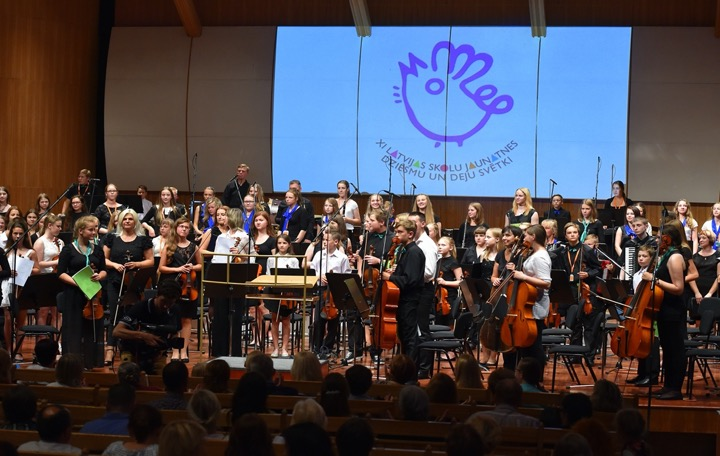 XI LATVIJAS SKOLU JAUNATNES
DZIESMU UN DEJU SVĒTKI